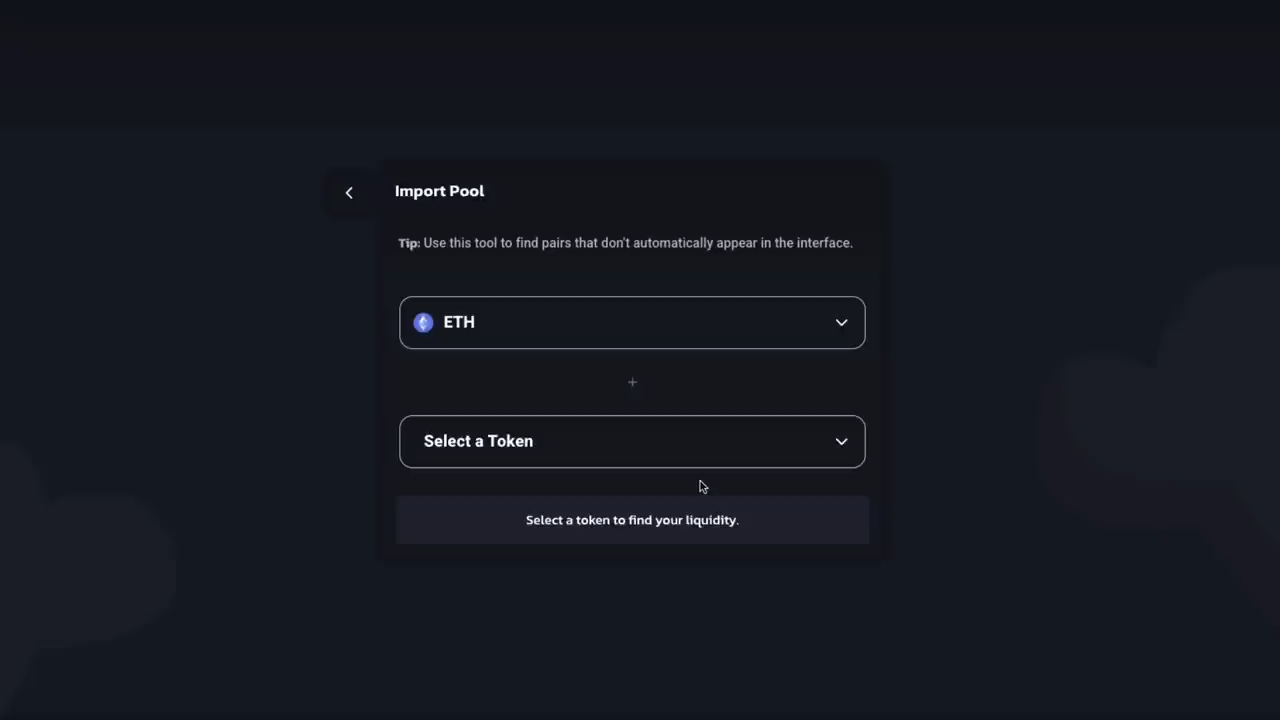 Import Pool
Tip: Use this tool to find pairs that don't automatically appear in the interface.
ETH
+
Select a Token
Select a token to find your liquidity.